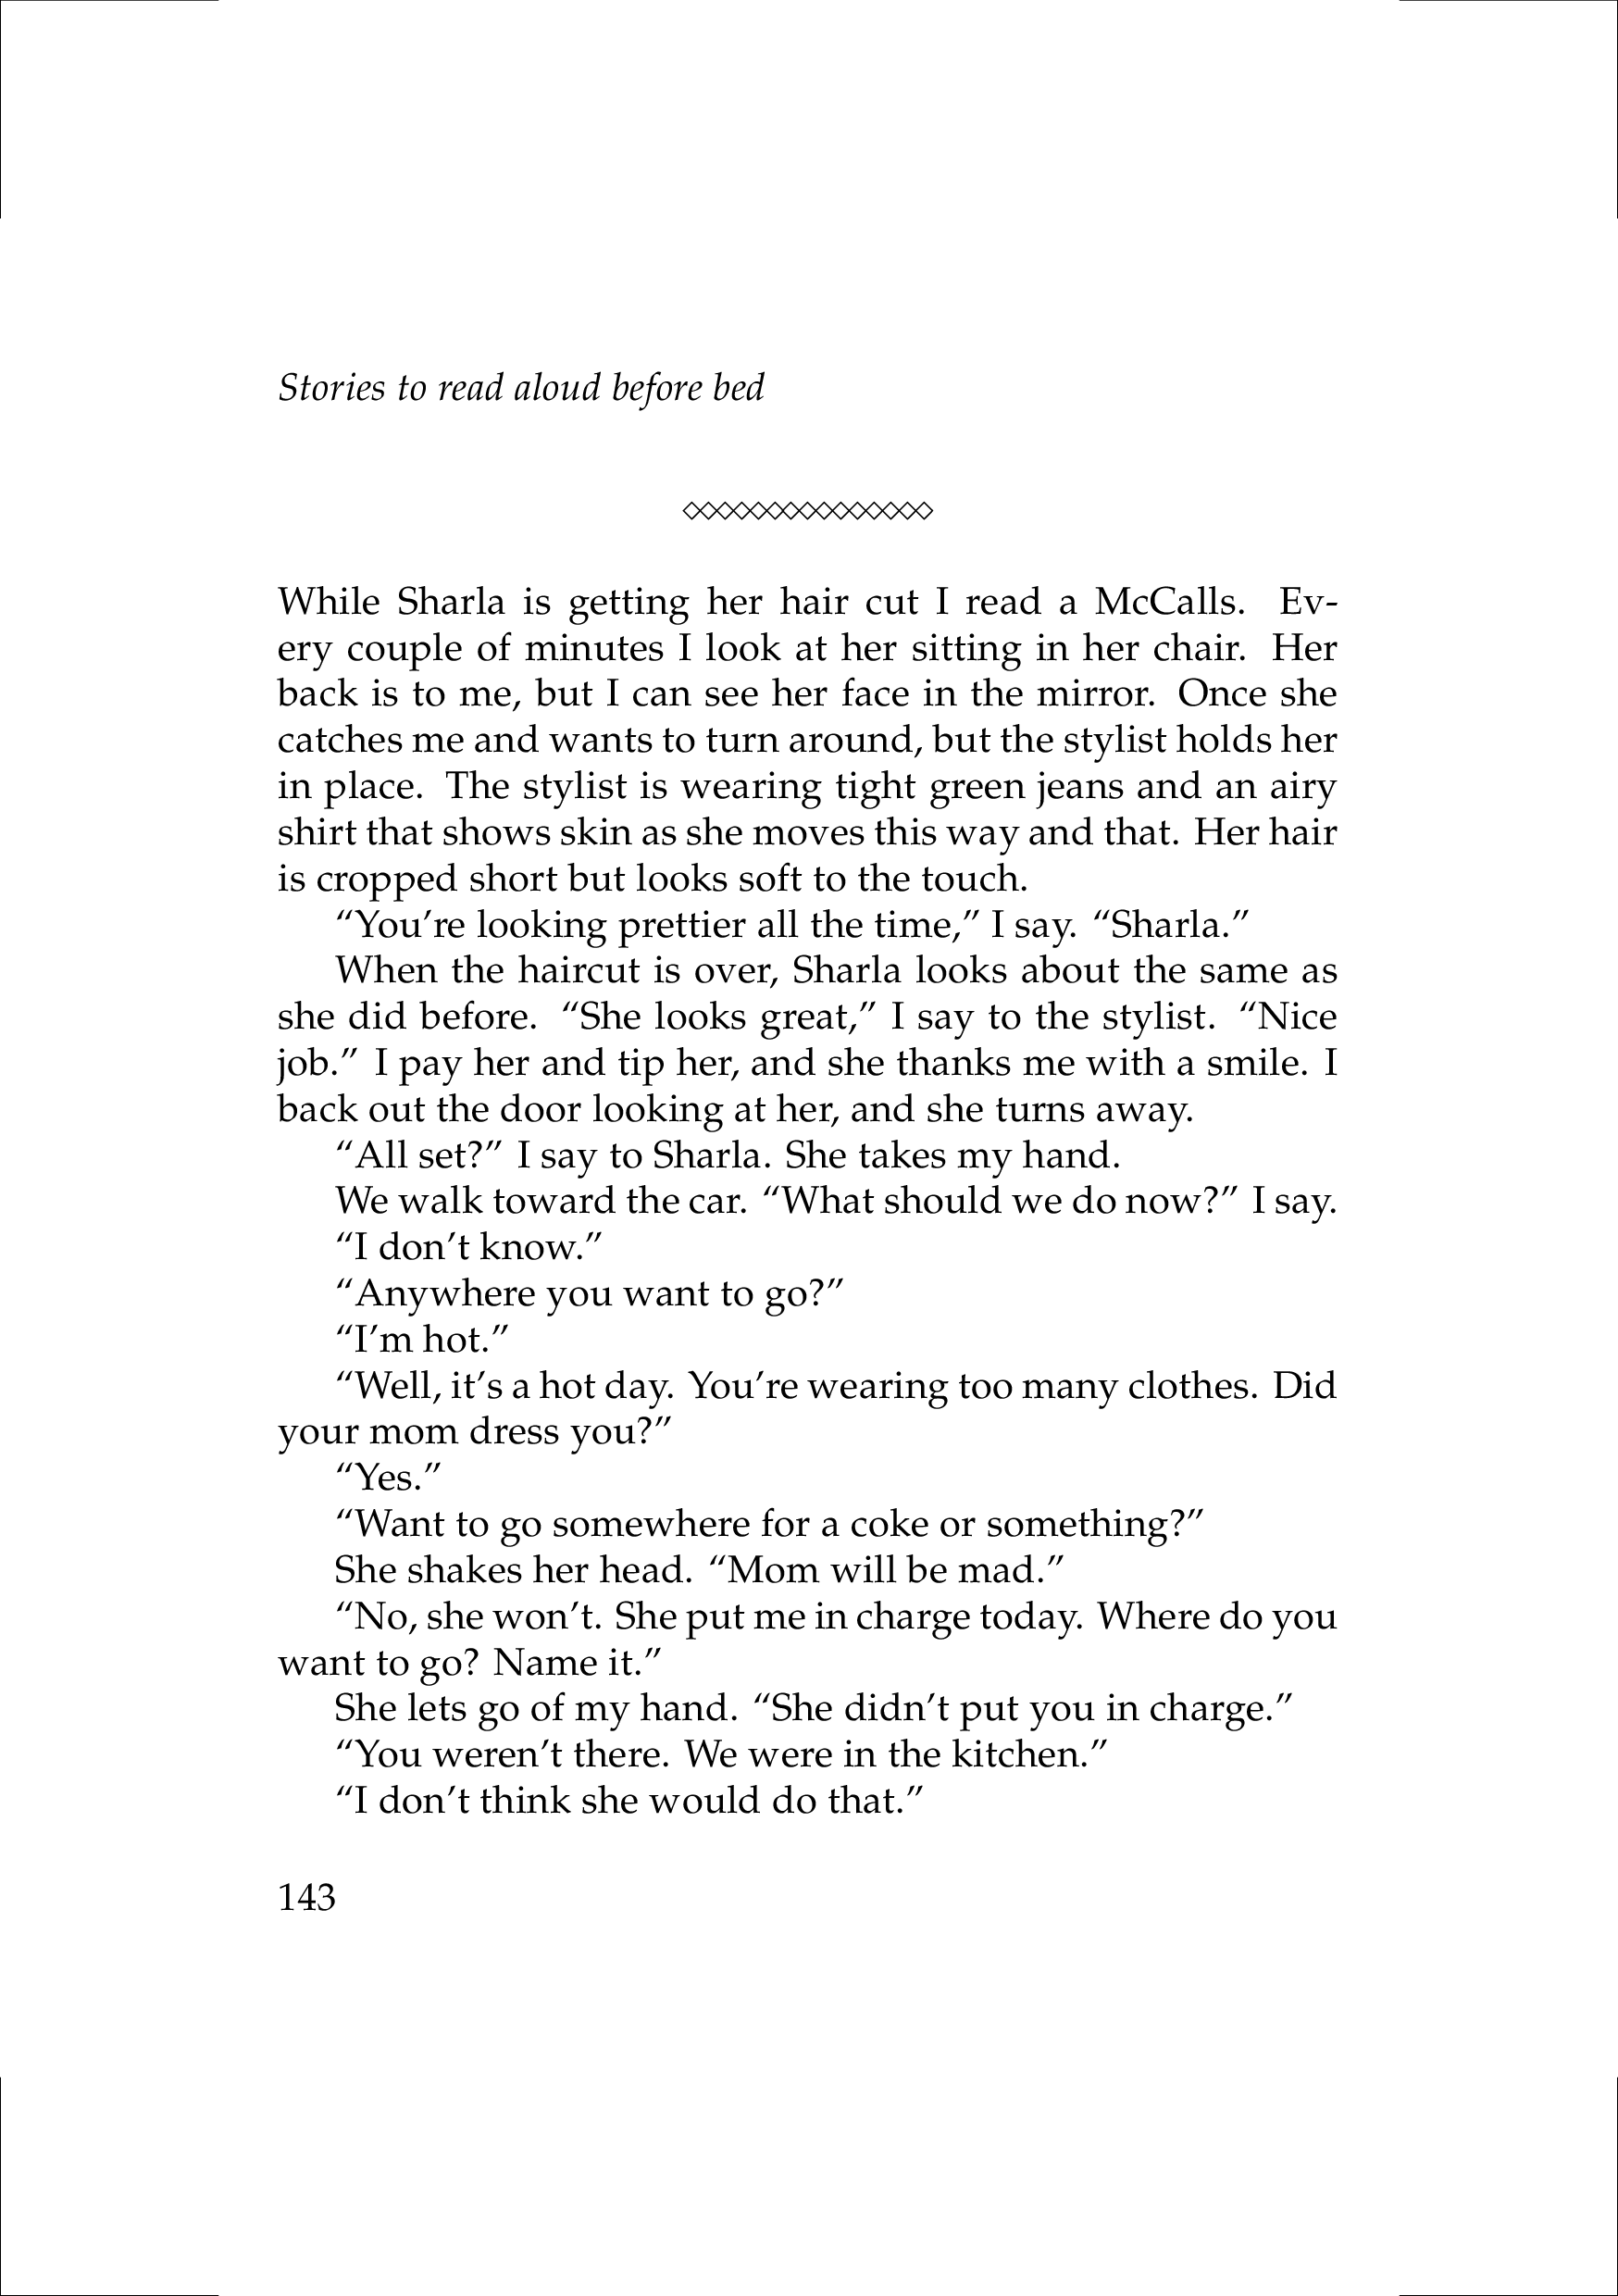 Stories to read aloud before bed
While Sharla is getting her hair cut I read a McCalls. Ev-
ery couple of minutes I look at her sitting in her chair. Her
back is to me, but I can see her face in the mirror. Once she
catches me and wants to turn around, but the stylist holds her
in place. The stylist is wearing tight green jeans and an airy
shirt that shows skin as she moves this way and that. Her hair
is cropped short but looks soft to the touch.
“You’re looking prettier all the time,” I say. “Sharla.”
When the haircut is over, Sharla looks about the same as
she did before. “She looks great,” I say to the stylist. “Nice
job.” I pay her and tip her, and she thanks me with a smile. I
back out the door looking at her, and she turns away.
“All set?” I say to Sharla. She takes my hand.
We walk toward the car. “What should we do now?” I say.
“I don’t know.”
“Anywhere you want to go?”
“I’m hot.”
“Well, it’s a hot day. You’re wearing too many clothes. Did
your mom dress you?”
“Yes.”
“Want to go somewhere for a coke or something?”
She shakes her head. “Mom will be mad.”
“No, she won’t. She put me in charge today. Where do you
want to go? Name it.”
She lets go of my hand. “She didn’t put you in charge.”
“You weren’t there. We were in the kitchen.”
“I don’t think she would do that.”
143